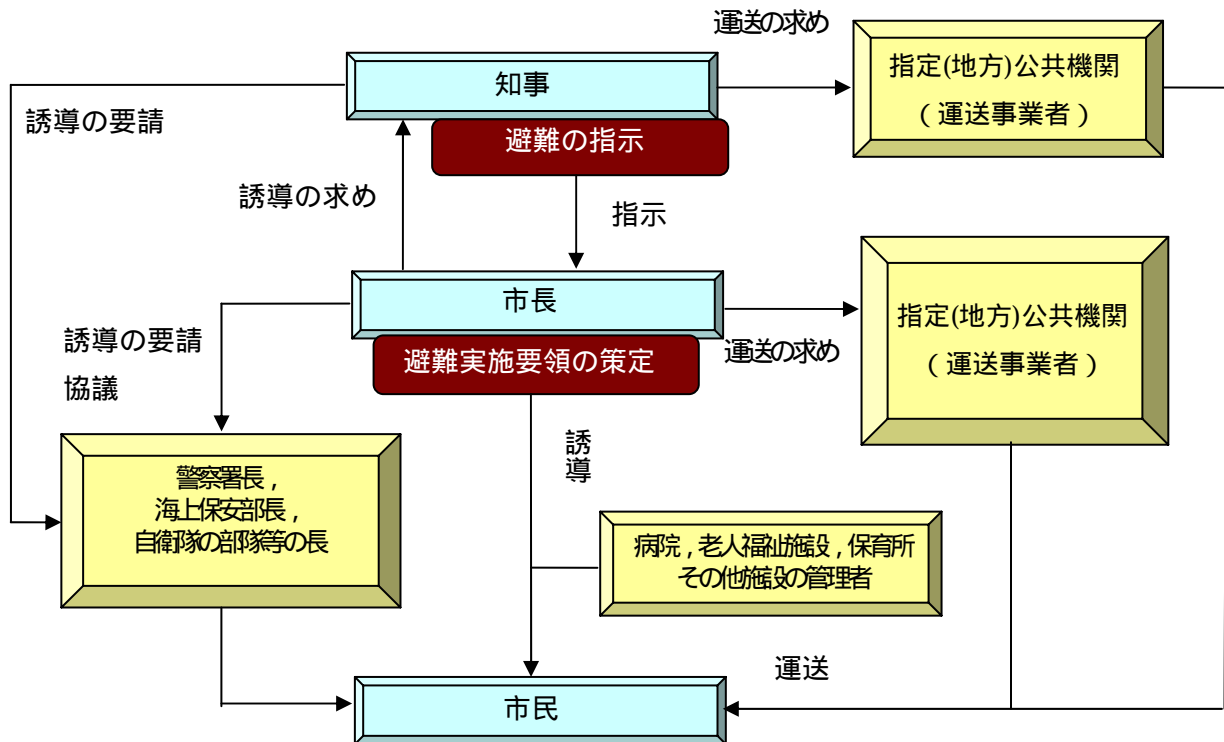 運送の求め
知事
指定(地方)公共機関
（運送事業者）
誘導の要請
避難の指示
誘導の求め
指示
市長
指定(地方)公共機関
（運送事業者）
誘導の要請
協議
避難実施要領の策定
運送の求め
誘
導
警察署長，
海上保安部長，
自衛隊の部隊等の長
病院，老人福祉施設，保育所
その他施設の管理者
運送
市民